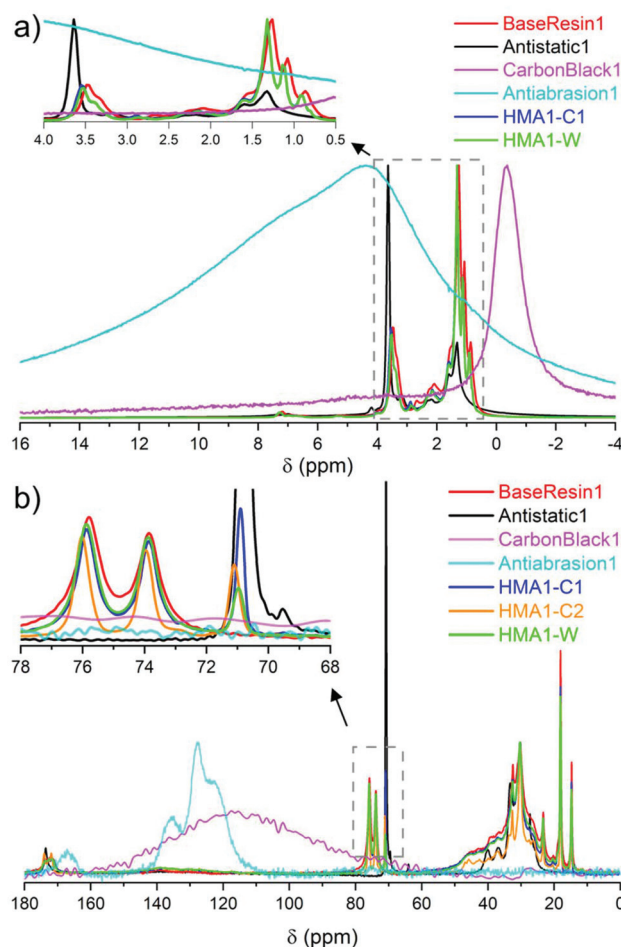 a)
BaseResin1
Antistatic1
CarbonBlack1
Antiabrasion1
HMA1-C1
HMA1-W
4.0 3.5 3.0 2.5 2.0 1.5 1.0 0.5
16 14 12 10 8 6 4 2 0 -2 -4
δ (ppm)
b)
BaseResin1
Antistatic1
CarbonBlack1
Antiabrasion1
HMA1-C1
HMA1-C2
HMA1-W
78 76 74 72 70 68
180 160 140 120 100 80 60 40 20 0
δ (ppm)